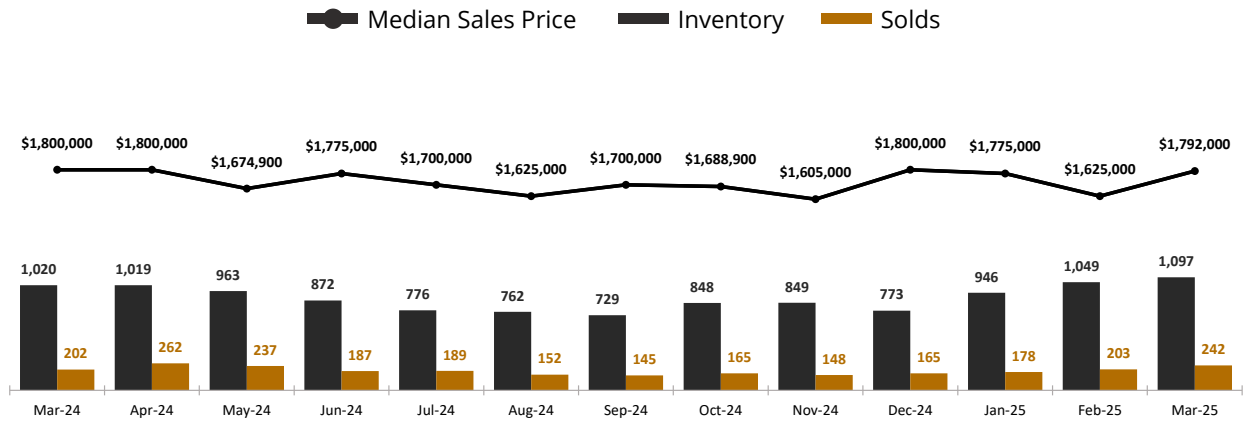 Median Sales Price Inventory Solds
$1,800,000 $1,800,000 $1,674,900 $1,775,000 $1,700,000 $1,625,000 $1,700,000 $1,688,900 $1,605,000 $1,800,000 $1,775,000 $1,625,000 $1,792,000
1,020 1,019 963 872 776 762 729 848 849 773 946 1,049 1,097
202 262 237 187 189 152 145 165 148 165 178 203 242
Mar-24 Apr-24 May-24 Jun-24 Jul-24 Aug-24 Sep-24 Oct-24 Nov-24 Dec-24 Jan-25 Feb-25 Mar-25